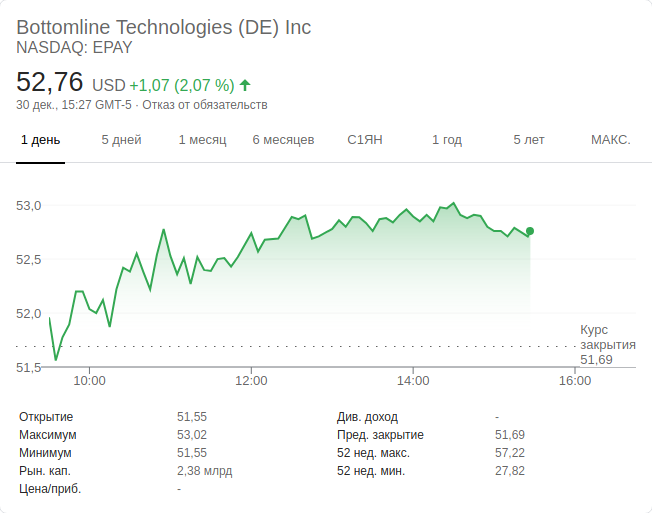 Bottomline Technologies (DE) Inc
NASDAQ: EPAY
52,76 USD +1,07 (2,07 %)
30 дек., 15:27 GMT-5 · Отказ от обязательств
1 день 5 дней 1 месяц 6 месяцев С1ЯН 1 год 5 лет МАКС.
53,0
52,5
52,0
51,5
Курс
закрытия
51,69
10:00 12:00 14:00 16:00
Открытие 51,55 Див. доход -
Максимум 53,02 Пред. закрытие 51,69
Минимум 51,55 52 нед. макс. 57,22
Рын. кап. 2,38 млрд 52 нед. мин. 27,82
Цена/приб. -